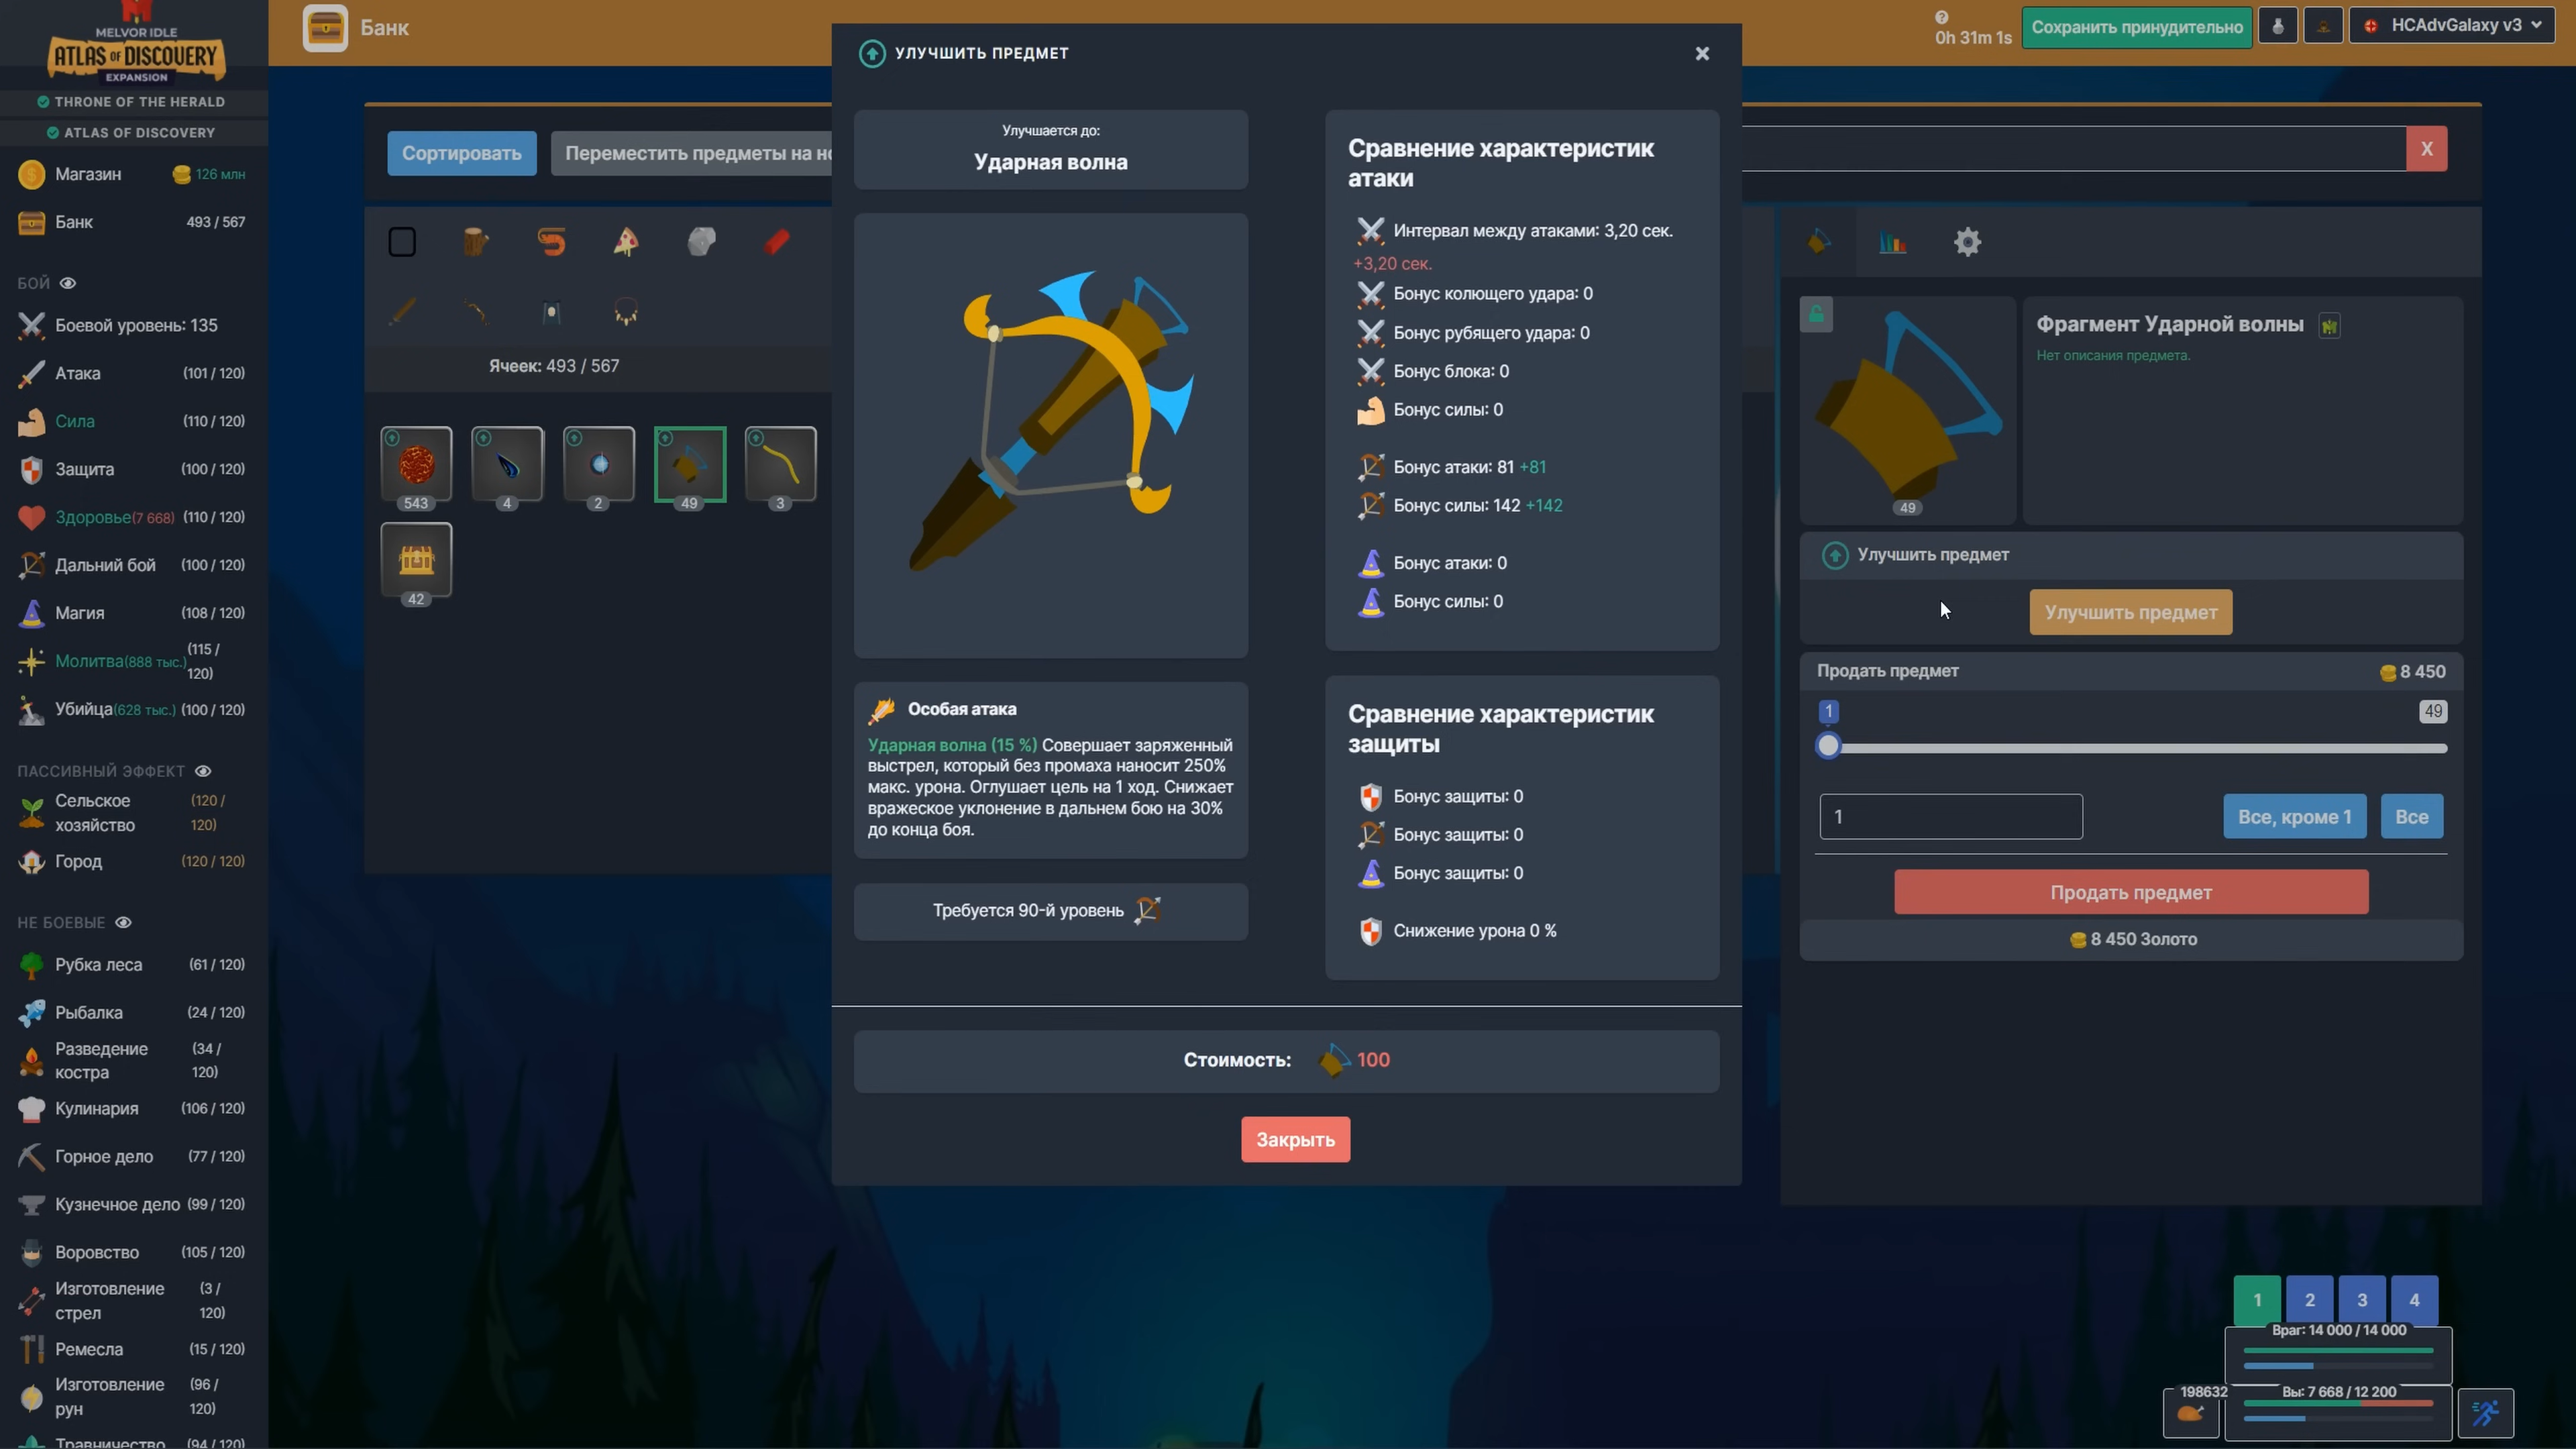 MELVOR IDLE
ATLAS OF DISCOVERY
EXPANSION
THRONE OF THE HERALD
ATLAS OF DISCOVERY
Магазин 126 млн
Банк 493 / 567
БОЙ
Боевой уровень: 135
Атака (101 / 120)
Сила (110 / 120)
Защита (100 / 120)
Здоровье(7 668) (110 / 120)
Дальний бой (100 / 120)
Магия (108 / 120)
Молитва(888 тыс.) (115 /
120)
Убийца(628 тыс.) (100 / 120)
ПАССИВНЫЙ ЭФФЕКТ
Сельское (120 /
хозяйство 120)
Город (120 / 120)
НЕ БОЕВЫЕ
Рубка леса (61 / 120)
Рыбалка (24 / 120)
Разведение (34 /
костра 120)
Кулинария (106 / 120)
Горное дело (77 / 120)
Кузнечное дело (99 / 120)
Воровство (105 / 120)
Изготовление (3 /
стрел 120)
Ремесла (15 / 120)
Изготовление (96 /
рун 120)
Травничество (94 / 120)
Банк
0h 31m 1s
Сохранить принудительно
HCAdvGalaxy v3
Сортировать
Переместить предметы на но
X
Ячеек: 493 / 567
543
4
2
49
3
42
УЛУЧШИТЬ ПРЕДМЕТ
Улучшается до:
Ударная волна
Особая атака
Ударная волна (15 %) Совершает заряженный
выстрел, который без промаха наносит 250%
макс. урона. Оглушает цель на 1 ход. Снижает
вражеское уклонение в дальнем бою на 30%
до конца боя.
Требуется 90-й уровень
Сравнение характеристик
атаки
Интервал между атаками: 3,20 сек.
+3,20 сек.
Бонус колющего удара: 0
Бонус рубящего удара: 0
Бонус блока: 0
Бонус силы: 0
Бонус атаки: 81 +81
Бонус силы: 142 +142
Бонус атаки: 0
Бонус силы: 0
Сравнение характеристик
защиты
Бонус защиты: 0
Бонус защиты: 0
Бонус защиты: 0
Снижение урона 0 %
Стоимость: 100
Закрыть
Фрагмент Ударной волны
Нет описания предмета.
49
Улучшить предмет
Улучшить предмет
Продать предмет 8 450
1
49
1
Все, кроме 1
Все
Продать предмет
8 450 Золото
1
2
3
4
Враг: 14 000 / 14 000
198632
Вы: 7 668 / 12 200